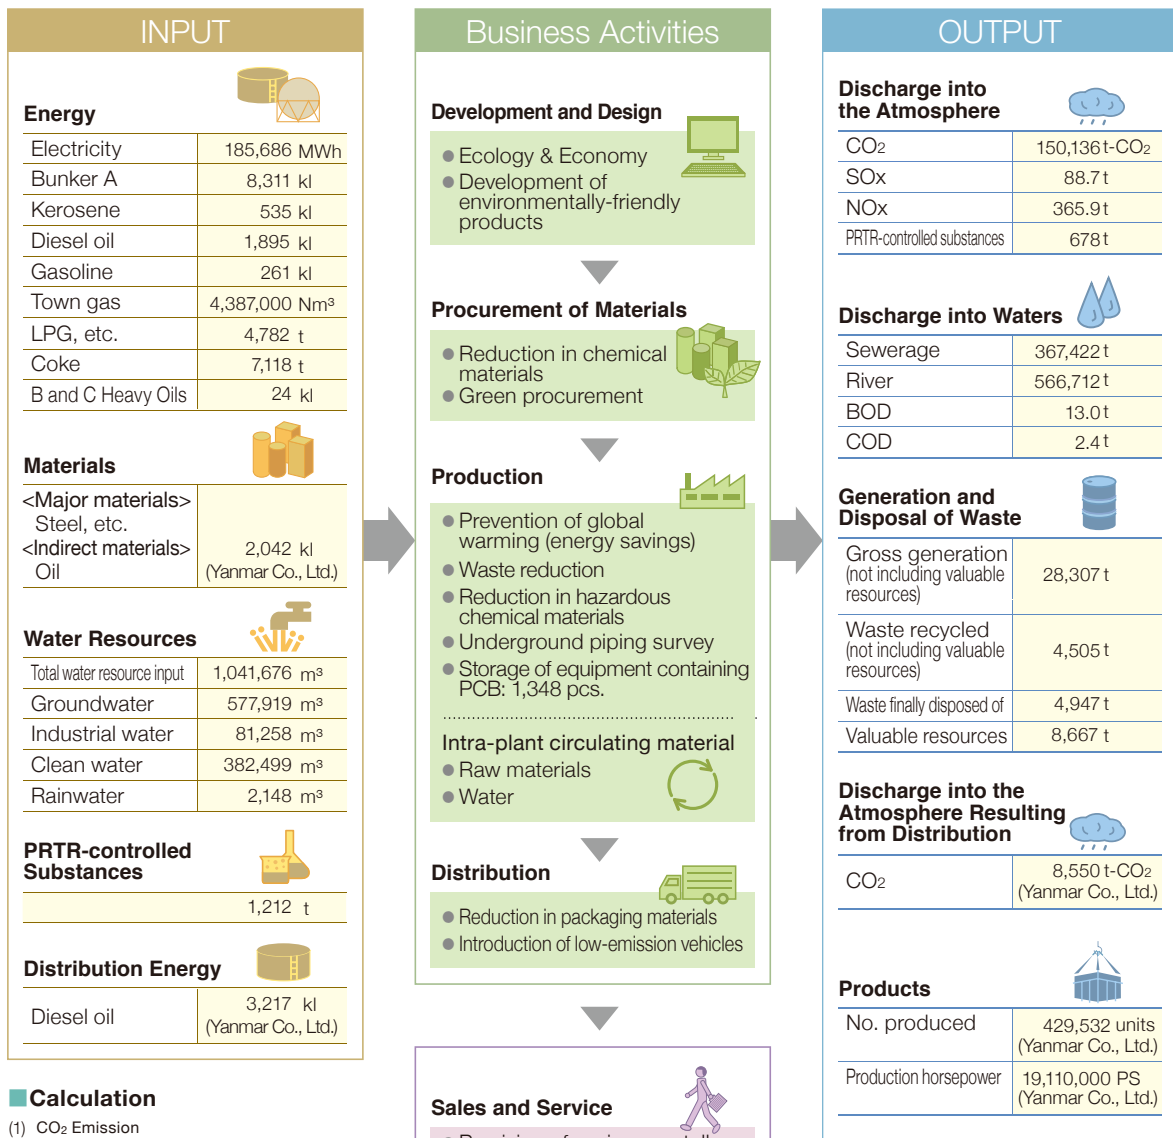 INPUT
Energy
Electricity 185,686 MWh
Bunker A 8,311 kl
Kerosene 535 kl
Diesel oil 1,895 kl
Gasoline 261 kl
Town gas 4,387,000 Nm³
LPG, etc. 4,782 t
Coke 7,118 t
B and C Heavy Oils 24 kl
Materials
<Major materials>
Steel, etc.
<Indirect materials> 2,042 kl
Oil (Yanmar Co., Ltd.)
Water Resources
Total water resource input 1,041,676 m³
Groundwater 577,919 m³
Industrial water 81,258 m³
Clean water 382,499 m³
Rainwater 2,148 m³
PRTR-controlled
Substances
1,212 t
Distribution Energy
Diesel oil 3,217 kl
(Yanmar Co., Ltd.)
Calculation
(1) CO₂ Emission
Business Activities
Development and Design
● Ecology & Economy
● Development of
environmentally-friendly
products
Procurement of Materials
● Reduction in chemical
materials
● Green procurement
Production
● Prevention of global
warming (energy savings)
● Waste reduction
● Reduction in hazardous
chemical materials
● Underground piping survey
● Storage of equipment containing
PCB: 1,348 pcs.
Intra-plant circulating material
● Raw materials
● Water
Distribution
● Reduction in packaging materials
● Introduction of low-emission vehicles
Sales and Service
OUTPUT
Discharge into
the Atmosphere
CO₂ 150,136 t-CO₂
SOx 88.7 t
NOx 365.9 t
PRTR-controlled substances 678 t
Discharge into Waters
Sewerage 367,422 t
River 566,712 t
BOD 13.0 t
COD 2.4 t
Generation and
Disposal of Waste
Gross generation
(not including valuable 28,307 t
resources)
Waste recycled
(not including valuable 4,505 t
resources)
Waste finally disposed of 4,947 t
Valuable resources 8,667 t
Discharge into the
Atmosphere Resulting
from Distribution
CO₂ 8,550 t-CO₂
(Yanmar Co., Ltd.)
Products
No. produced 429,532 units
(Yanmar Co., Ltd.)
Production horsepower 19,110,000 PS
(Yanmar Co., Ltd.)